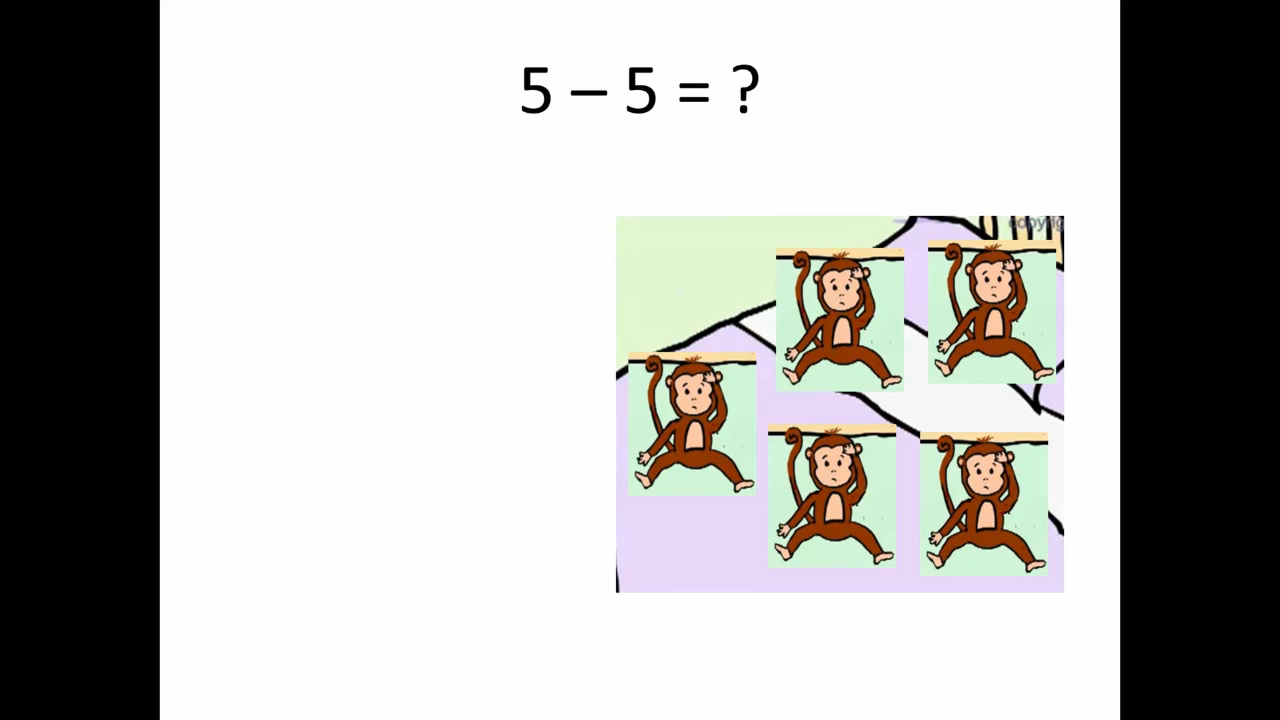 5 – 5 = ?